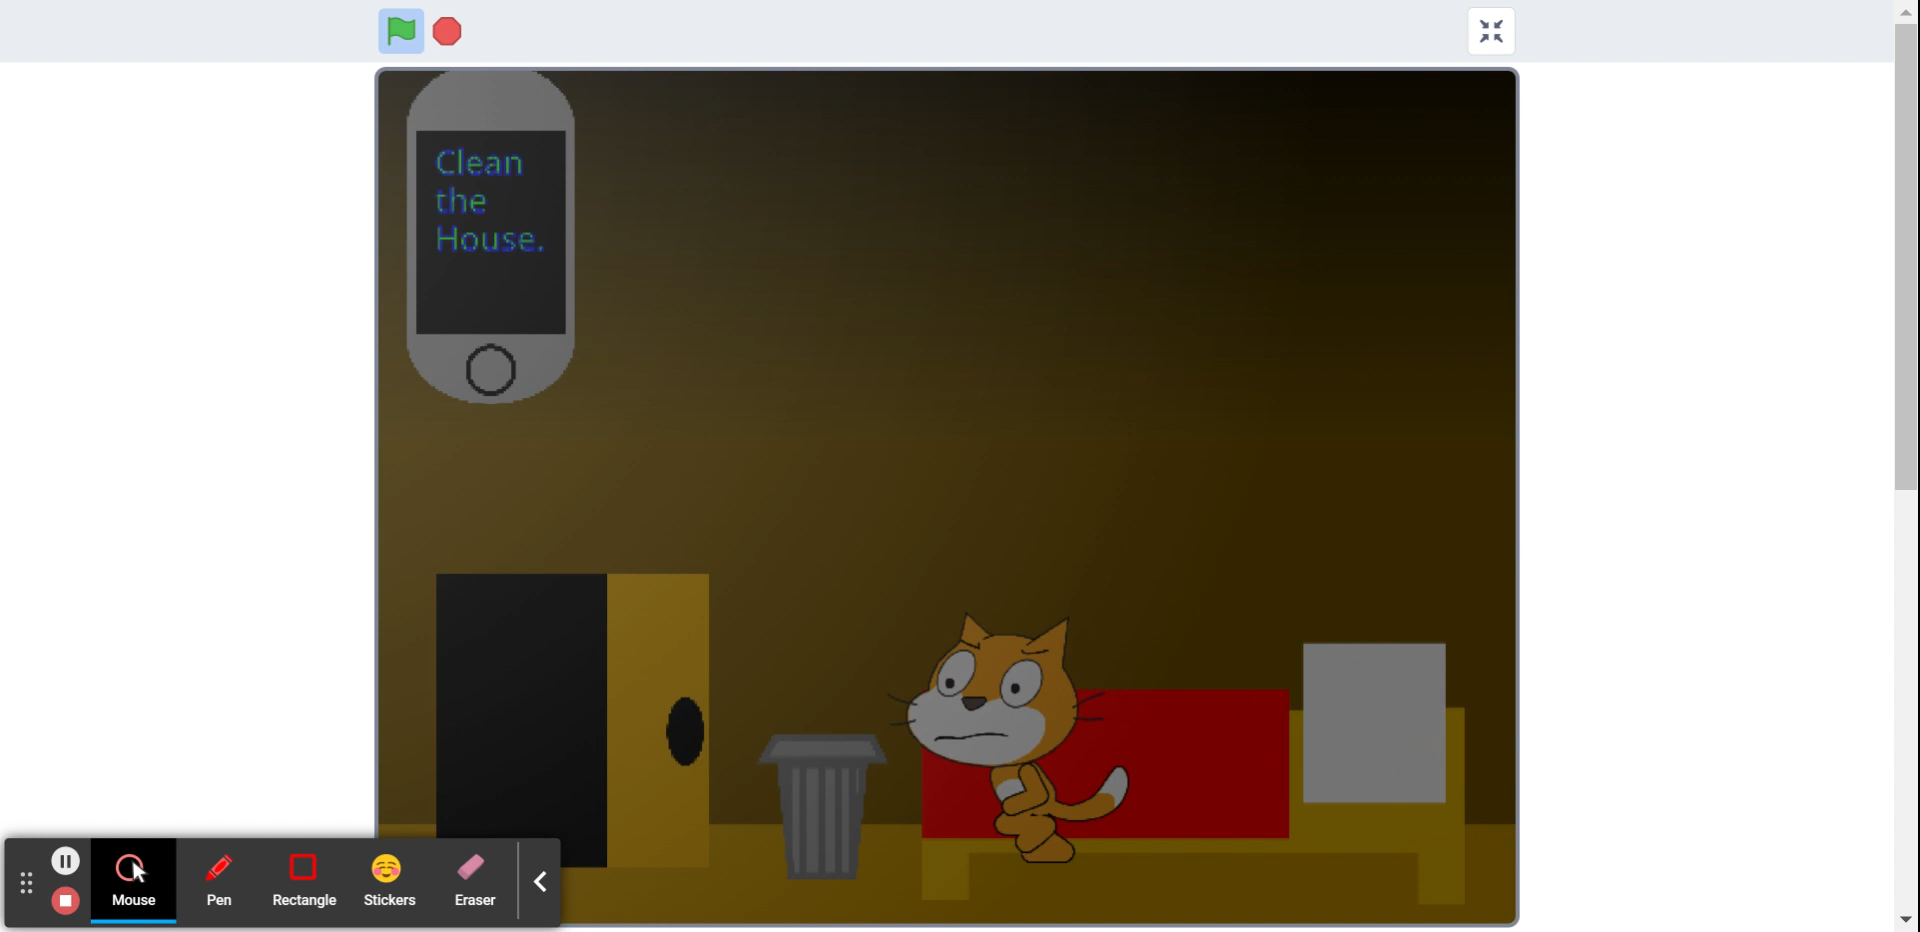 Clean
the
House.
Mouse
Pen
Rectangle
Stickers
Eraser